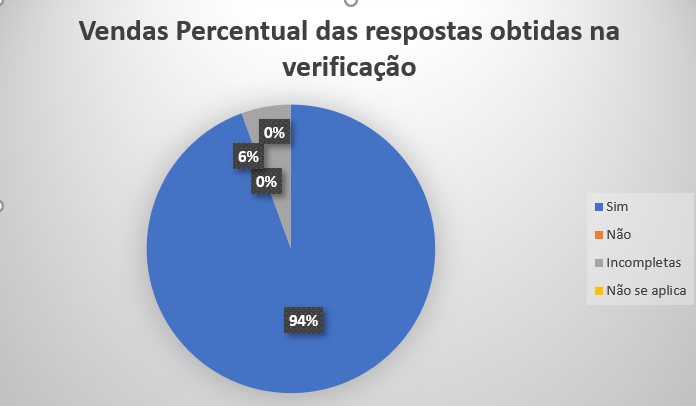 Vendas Percentual das respostas obtidas na
verificação
0%
6%
0%
94%
Sim
Não
Incompletas
Não se aplica